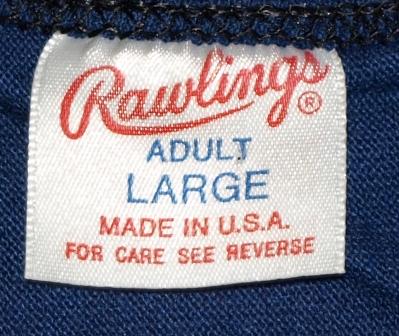 Rawlings®
ADULT
LARGE
MADE IN U.S.A.
FOR CARE SEE REVERSE